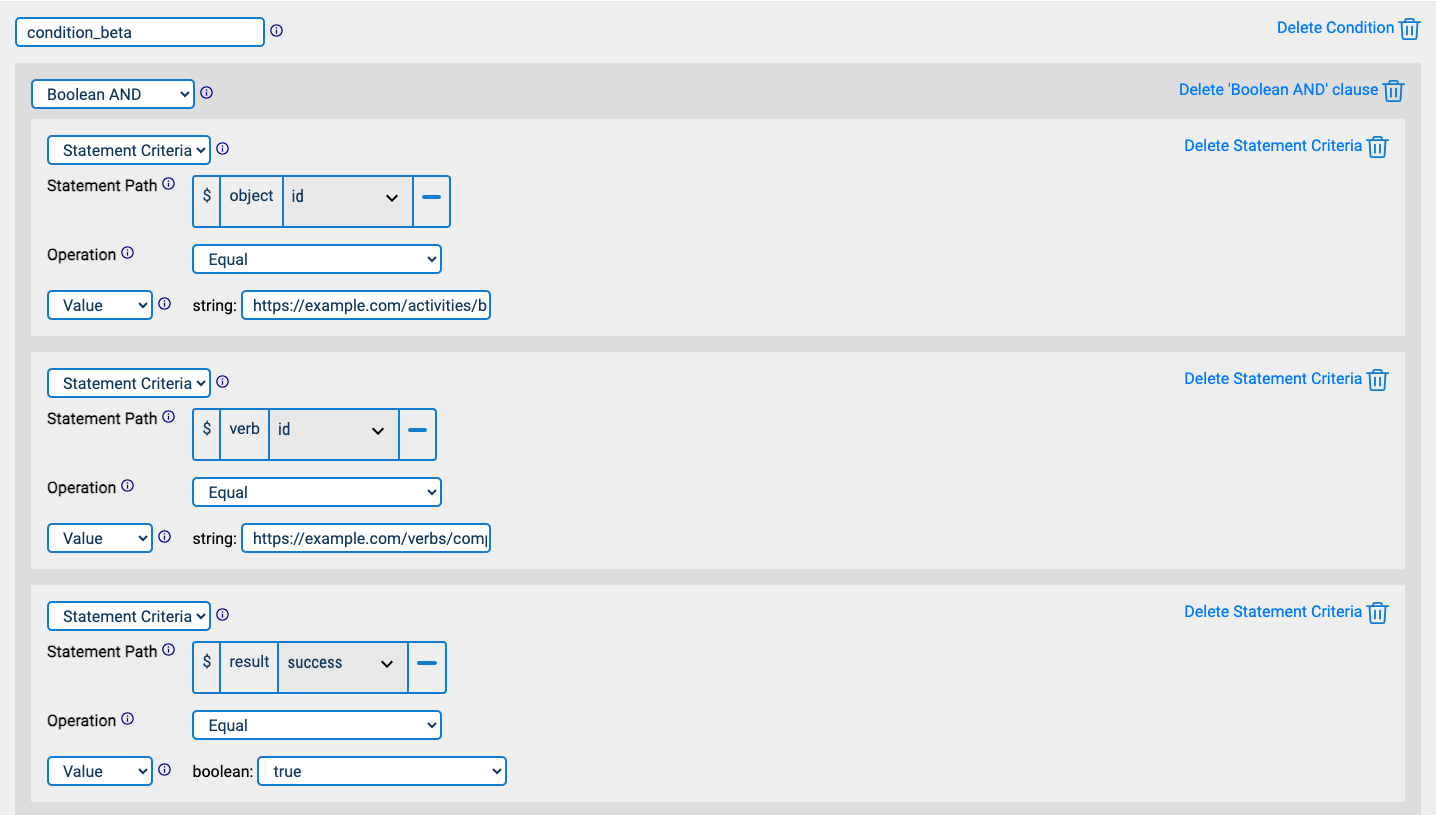 condition_beta Delete Condition
Boolean AND Delete 'Boolean AND' clause
Statement Criteria Delete Statement Criteria
Statement Path $ object id
Operation Equal
Value string: https://example.com/activities/b
Statement Criteria Delete Statement Criteria
Statement Path $ verb id
Operation Equal
Value string: https://example.com/verbs/comp
Statement Criteria Delete Statement Criteria
Statement Path $ result success
Operation Equal
Value boolean: true